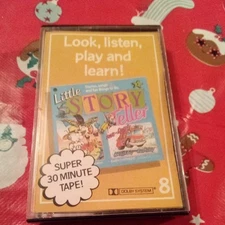 Look, listen,
play and
learn!
Little
STORY
Teller
SUPER
30 MINUTE
TAPE!
DOLBY SYSTEM
8